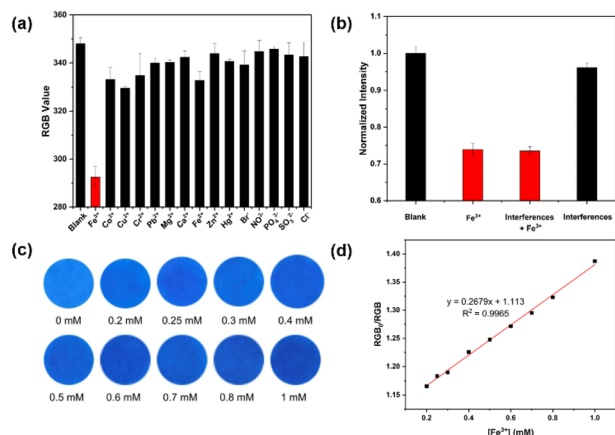 (a)
RGB Value
340
320
300
280
Blank
Fe³⁺
Co²⁺
Cu²⁺
Cr²⁺
Pb²⁺
Mg²⁺
Ca²⁺
Fe²⁺
Zn²⁺
Hg²⁺
Br⁻
NO³⁻
PO₄³⁻
SO₃²⁻
Cl⁻
(b)
Normalized Intensity
1.1
1.0
0.9
0.8
0.7
0.6
Blank
Fe³⁺
Interferences
+ Fe³⁺
Interferences
(c)
0 mM
0.2 mM
0.25 mM
0.3 mM
0.4 mM
0.5 mM
0.6 mM
0.7 mM
0.8 mM
1 mM
(d)
RGB₀/RGB
1.40
1.35
1.30
1.25
1.20
1.15
y = 0.2679x + 1.113
R² = 0.9965
0.2
0.4
0.6
0.8
1.0
[Fe³⁺] (mM)